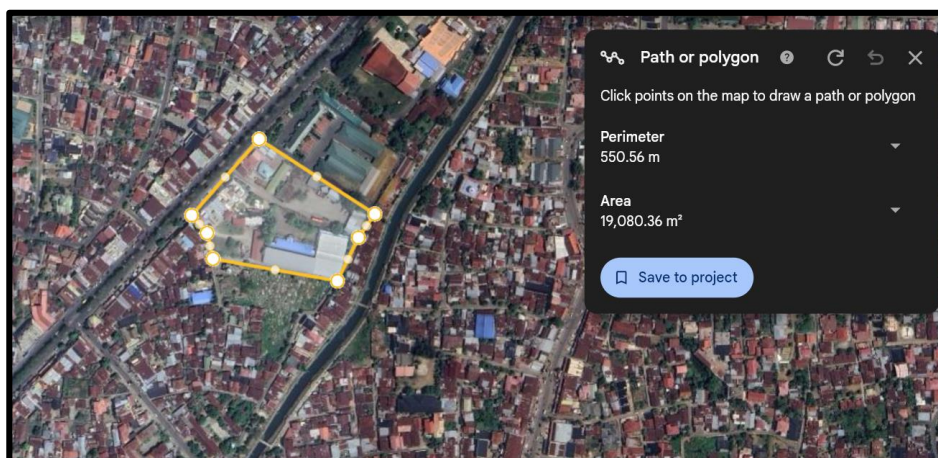 Path or polygon
Click points on the map to draw a path or polygon
Perimeter
550.56 m
Area
19,080.36 m²
Save to project